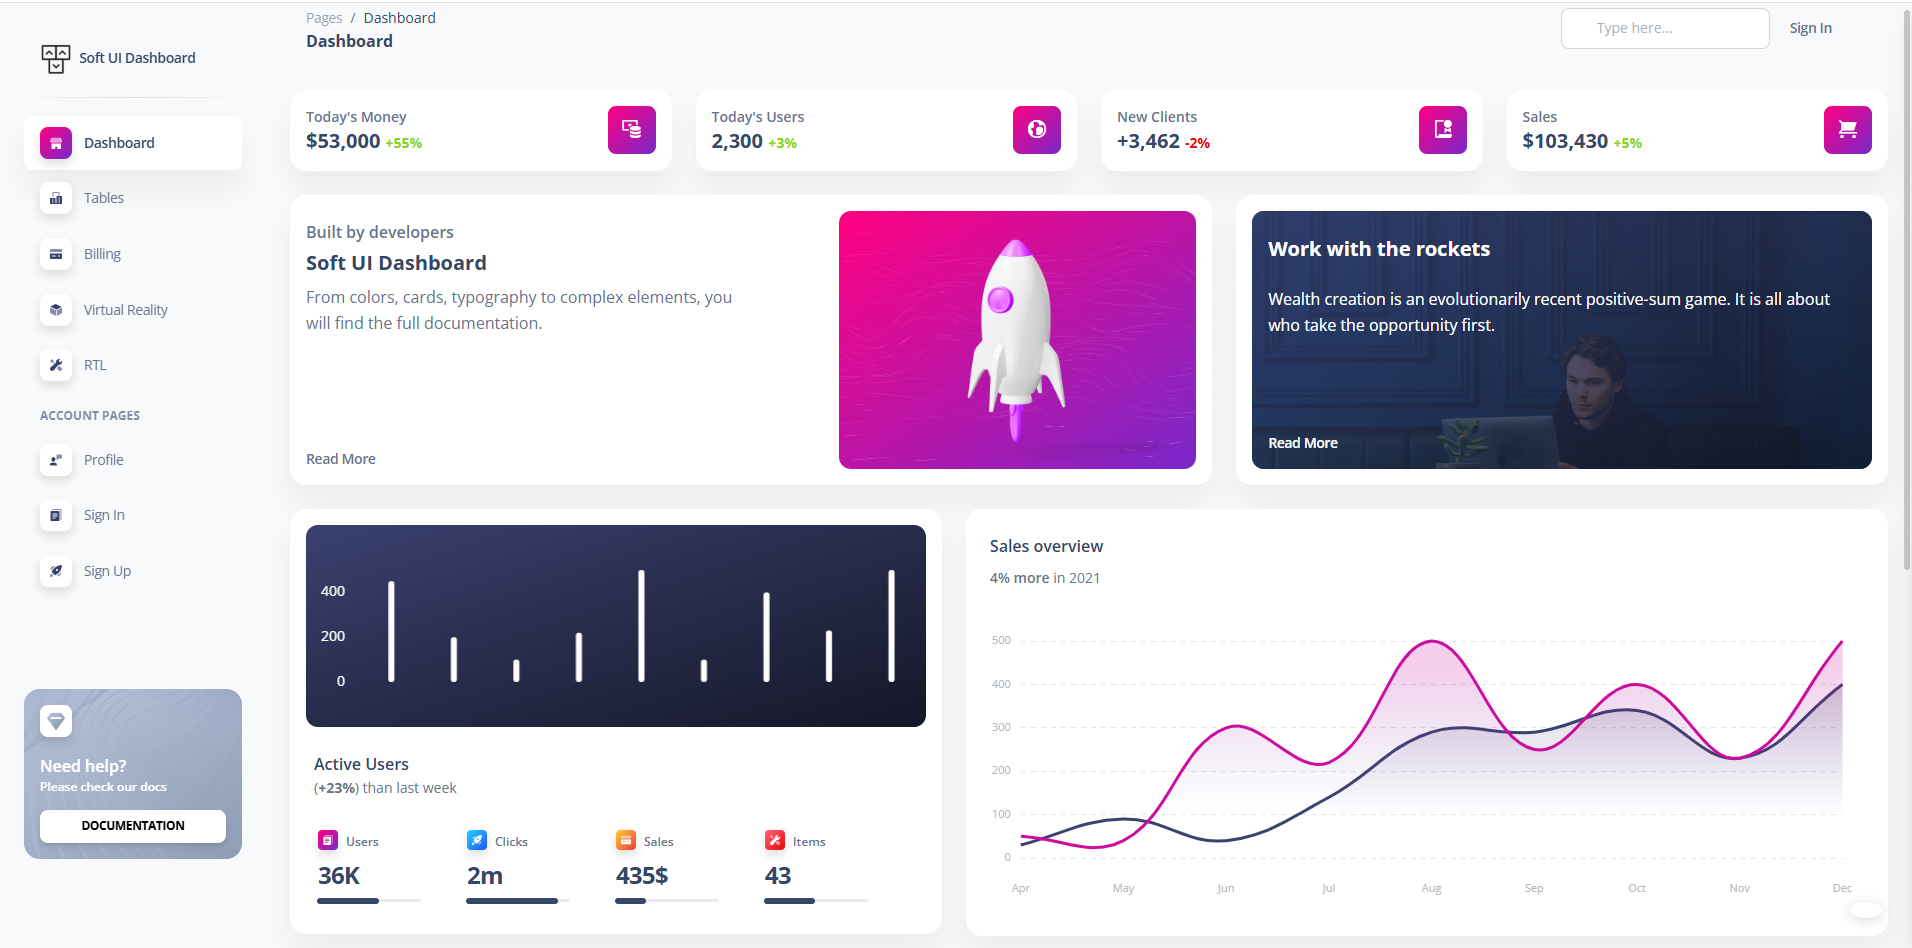 Soft UI Dashboard
Dashboard
Tables
Billing
Virtual Reality
RTL
ACCOUNT PAGES
Profile
Sign In
Sign Up
Need help?
Please check our docs
DOCUMENTATION
Pages / Dashboard
Dashboard
Type here...
Sign In
Today's Money
$53,000 +55%
Today's Users
2,300 +3%
New Clients
+3,462 -2%
Sales
$103,430 +5%
Built by developers
Soft UI Dashboard
From colors, cards, typography to complex elements, you
will find the full documentation.
Read More
Work with the rockets
Wealth creation is an evolutionarily recent positive-sum game. It is all about
who take the opportunity first.
Read More
400
200
0
Active Users
(+23%) than last week
Users
36K
Clicks
2m
Sales
435$
Items
43
Sales overview
4% more in 2021
500
400
300
200
100
0
Apr May Jun Jul Aug Sep Oct Nov Dec